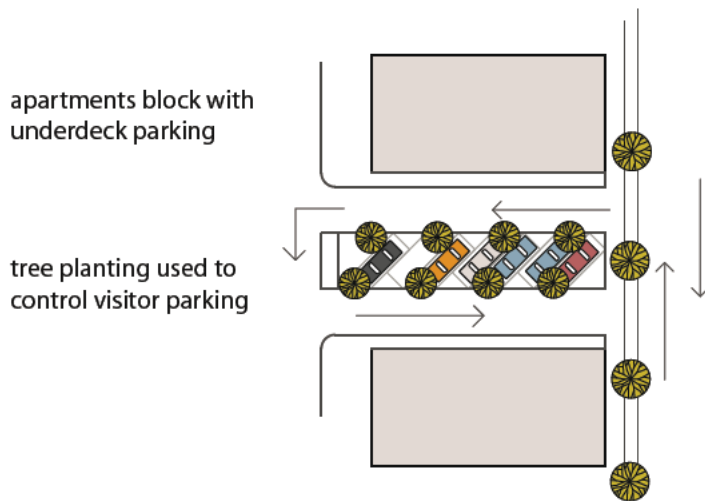 apartments block with
underdeck parking
tree planting used to
control visitor parking